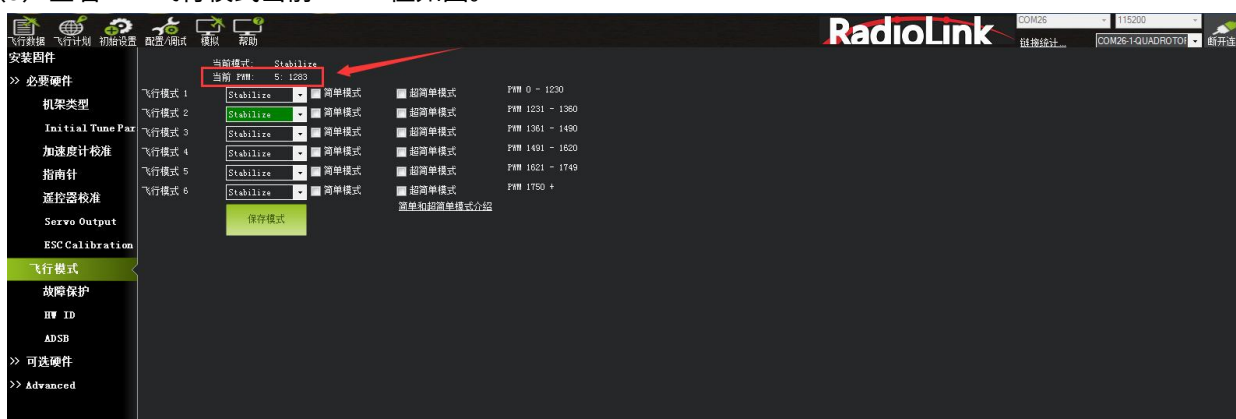 飞行数据 飞行计划 初始设置 配置/调试 模拟 帮助
RadioLink
COM26 115200
链接统计... COM26-1-QUADROTOF 断开连
安装固件
>> 必要硬件
机架类型
Initial Tune Par
加速度计校准
指南针
遥控器校准
Servo Output
ESC Calibration
飞行模式
故障保护
HW ID
ADSB
>> 可选硬件
>> Advanced
当前模式: Stabilize
当前 PWM: 5: 1283
飞行模式 1 Stabilize 简单模式 超简单模式 PWM 0 - 1230
飞行模式 2 Stabilize 简单模式 超简单模式 PWM 1231 - 1360
飞行模式 3 Stabilize 简单模式 超简单模式 PWM 1361 - 1490
飞行模式 4 Stabilize 简单模式 超简单模式 PWM 1491 - 1620
飞行模式 5 Stabilize 简单模式 超简单模式 PWM 1621 - 1749
飞行模式 6 Stabilize 简单模式 超简单模式 PWM 1750 +
简单和超简单模式介绍
保存模式